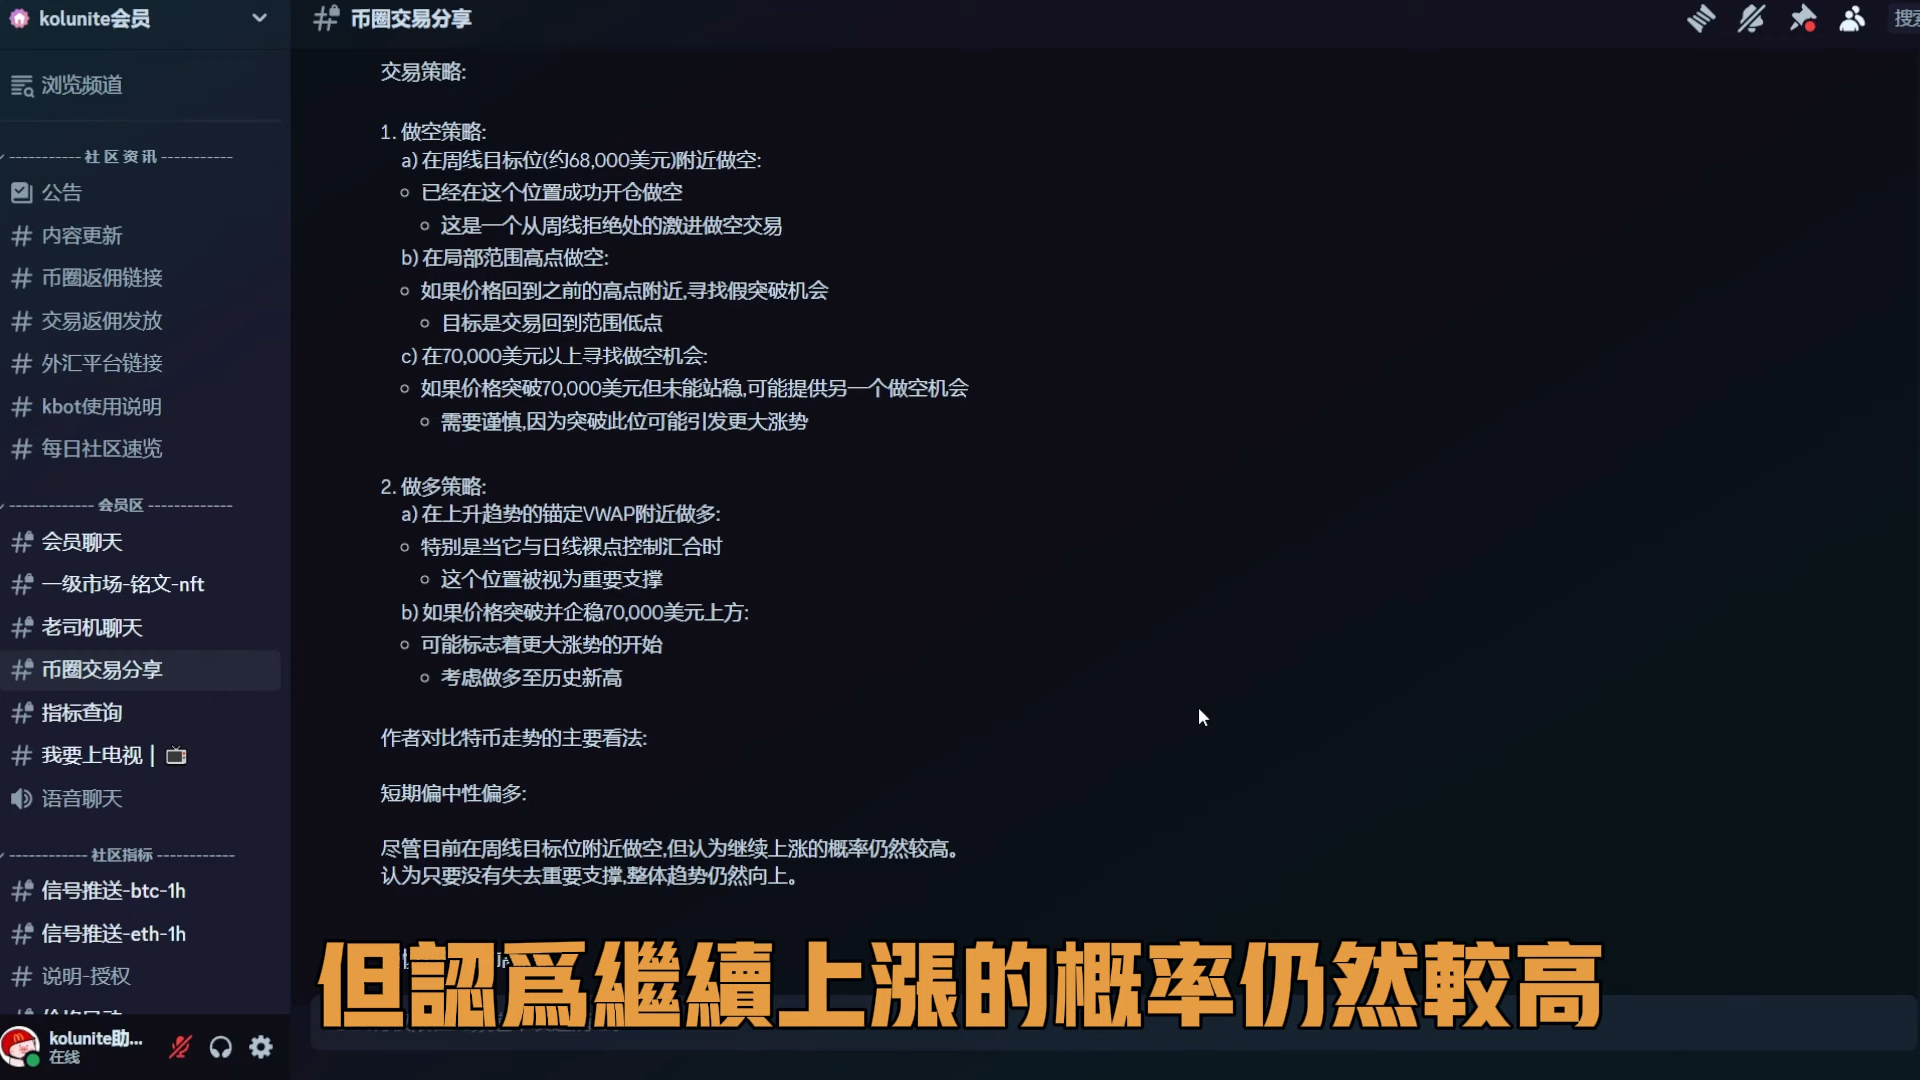 kolunite会员
币圈交易分享
搜索
浏览频道
----------- 社 区 资 讯 -----------
公告
内容更新
币圈返佣链接
交易返佣发放
外汇平台链接
kbot使用说明
每日社区速览
------------- 会员区 -------------
会员聊天
一级市场-铭文-nft
老司机聊天
币圈交易分享
指标查询
我要上电视 |
语音聊天
------------ 社区指标 ------------
信号推送-btc-1h
信号推送-eth-1h
说明-授权
kolunite助...
在线
交易策略:
1. 做空策略:
a) 在周线目标位(约68,000美元)附近做空:
已经在这个位置成功开仓做空
这是一个从周线拒绝处的激进做空交易
b) 在局部范围高点做空:
如果价格回到之前的高点附近,寻找假突破机会
目标是交易回到范围低点
c) 在70,000美元以上寻找做空机会:
如果价格突破70,000美元但未能站稳,可能提供另一个做空机会
需要谨慎,因为突破此位可能引发更大涨势
2. 做多策略:
a) 在上升趋势的锚定VWAP附近做多:
特别是当它与日线裸点控制汇合时
这个位置被视为重要支撑
b) 如果价格突破并企稳70,000美元上方:
可能标志着更大涨势的开始
考虑做多至历史新高
作者对比特币走势的主要看法:
短期偏中性偏多:
尽管目前在周线目标位附近做空,但认为继续上涨的概率仍然较高。
认为只要没有失去重要支撑,整体趋势仍然向上。
但認爲繼續上漲的概率仍然較高